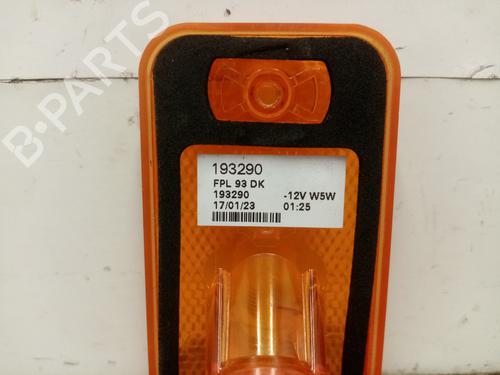 B-PARTS
193290
FPL 93 DK
193290 -12V W5W
17/01/23 01:25